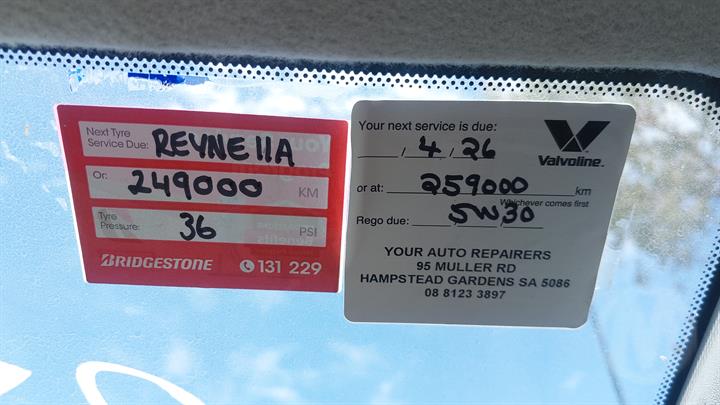 Next Tyre
Service Due: REYNEllA
Or: 249000 KM
Tyre
Pressure: 36 PSI
BRIDGESTONE 131 229
Your next service is due:
/ 4 / 26
Valvoline
or at: 259000 km
Whichever comes first
Rego due: / 5W30 /
YOUR AUTO REPAIRERS
95 MULLER RD
HAMPSTEAD GARDENS SA 5086
08 8123 3897